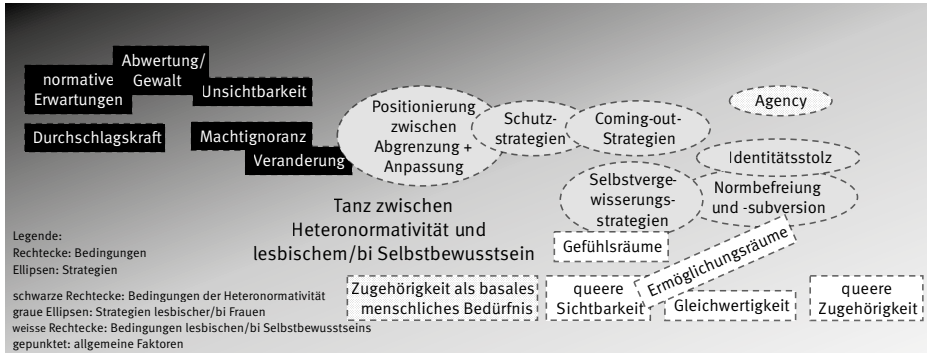 Abwertung/
Gewalt
normative
Erwartungen
Unsichtbarkeit
Durchschlagskraft
Machtignoranz
Veranderung
Positionierung
zwischen
Abgrenzung +
Anpassung
Schutz-
strategien
Coming-out-
Strategien
Agency
Identitätsstolz
Selbstverge-
wisserungs-
strategien
Normbefreiung
und -subversion
Tanz zwischen
Heteronormativität und
lesbischem/bi Selbstbewusstsein
Gefühlsräume
Ermöglichungsräume
Zugehörigkeit als basales
menschliches Bedürfnis
queere
Sichtbarkeit
Gleichwertigkeit
queere
Zugehörigkeit
Legende:
Rechtecke: Bedingungen
Ellipsen: Strategien
schwarze Rechtecke: Bedingungen der Heteronormativität
graue Ellipsen: Strategien lesbischer/bi Frauen
weisse Rechtecke: Bedingungen lesbischen/bi Selbstbewusstseins
gepunktet: allgemeine Faktoren